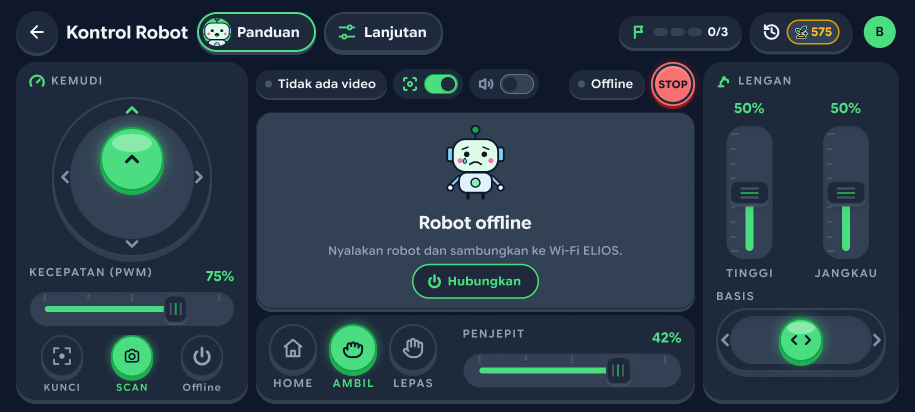 Kontrol Robot
Panduan
Lanjutan
0/3
575
B
KEMUDI
KECEPATAN (PWM)
75%
KUNCI
SCAN
Offline
Tidak ada video
Offline
STOP
Robot offline
Nyalakan robot dan sambungkan ke Wi-Fi ELIOS.
Hubungkan
HOME
AMBIL
LEPAS
PENJEPIT
42%
LENGAN
50%
50%
TINGGI
JANGKAU
BASIS